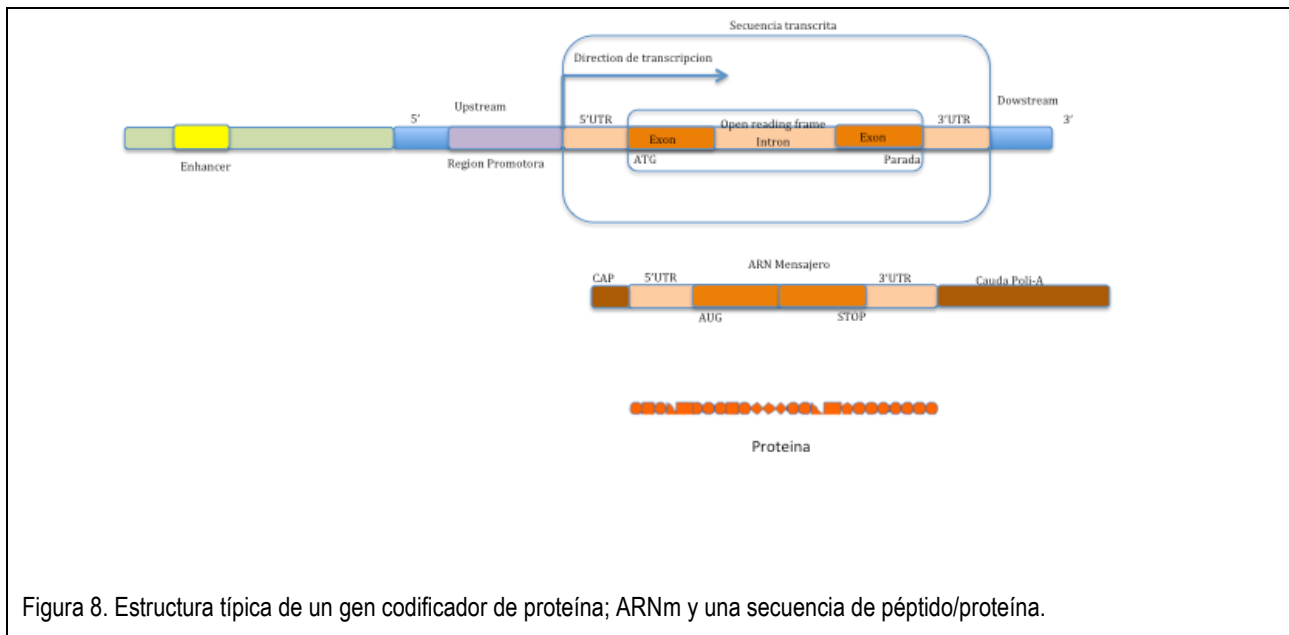 Secuencia transcrita
Direction de transcripcion
Upstream
Dowstream
5'
5'UTR
Open reading frame
3'UTR
3'
Exon
Intron
Exon
Enhancer
Region Promotora
ATG
Parada
ARN Mensajero
CAP
5'UTR
3'UTR
Cauda Poli-A
AUG
STOP
Proteina
Figura 8. Estructura típica de un gen codificador de proteína; ARNm y una secuencia de péptido/proteína.